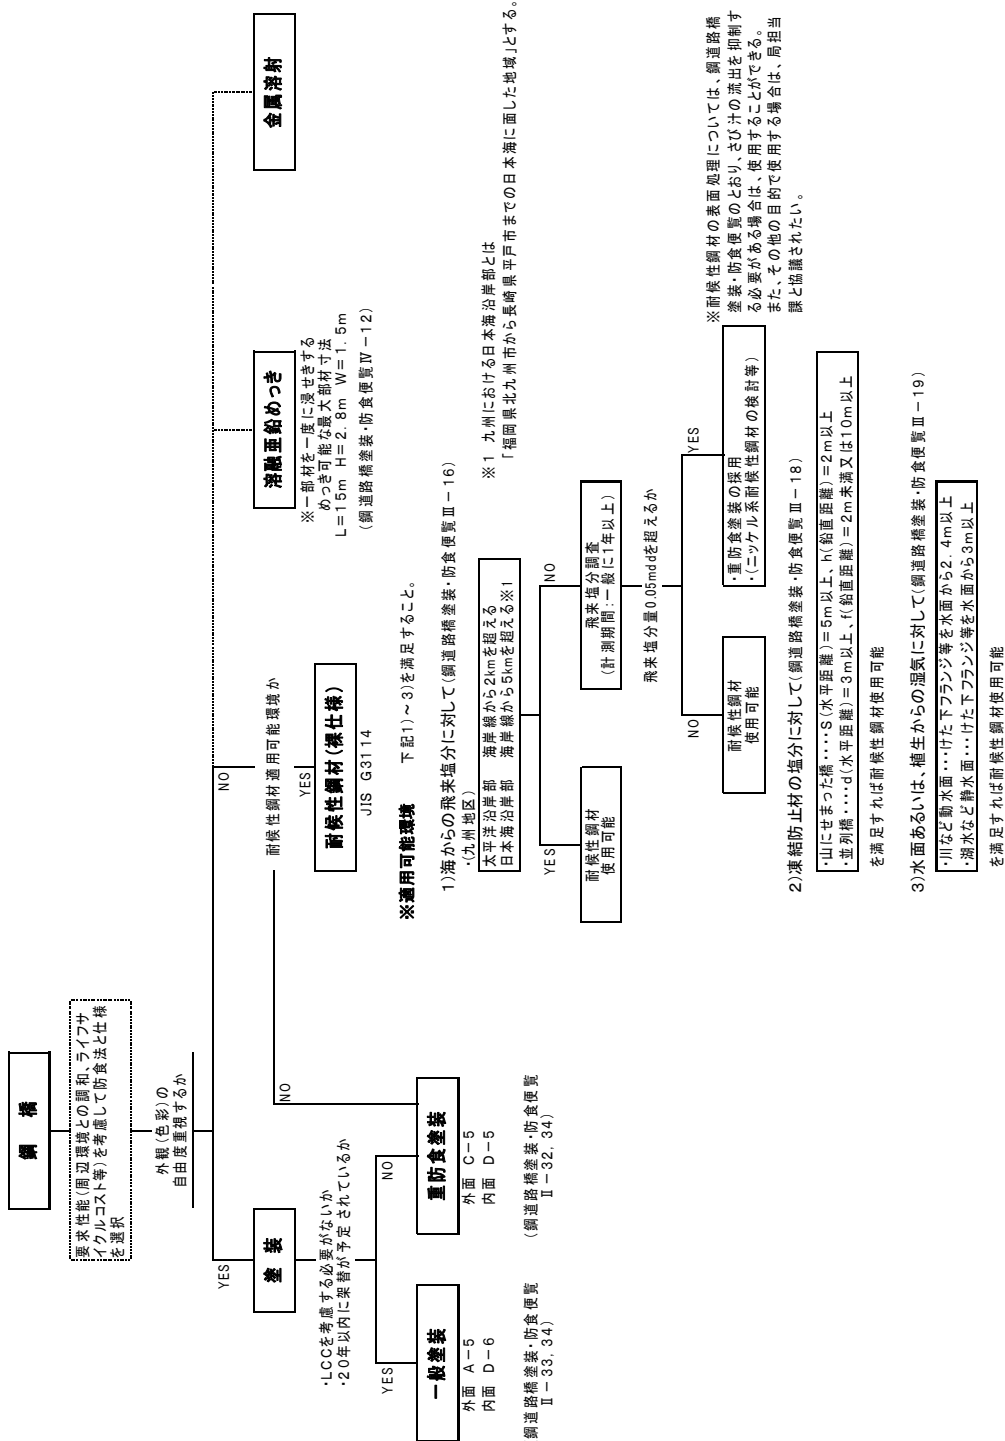 鋼 橋
要求性能(周辺環境との調和、ライフサ
イクルコスト等)を考慮して防食法と仕様
を選択
外観(色彩)の
自由度重視するか
YES
NO
塗 装
・LCCを考慮する必要がないか
・20年以内に架替が予定されているか
YES
NO
一般塗装
外面 A-5
内面 D-6
鋼道路橋塗装・防食便覧
Ⅱ-33,34)
重防食塗装
外面 C-5
内面 D-5
(鋼道路橋塗装・防食便覧
Ⅱ-32,34)
耐候性鋼材適用可能環境か
NO
YES
耐候性鋼材(裸仕様)
JIS G3114
溶融亜鉛めっき
※一部材を一度に浸せきする
めっき可能な最大部材寸法
L=15m H=2.8m W=1.5m
(鋼道路橋塗装・防食便覧Ⅳ-12)
金属溶射
※適用可能環境 下記1)~3)を満足すること。
1)海からの飛来塩分に対して(鋼道路橋塗装・防食便覧Ⅲ-16)
・(九州地区)
太平洋沿岸部 海岸線から2kmを超える
日本海沿岸部 海岸線から5kmを超える※1
※1 九州における日本海沿岸部とは
「福岡県北九州市から長崎県平戸市までの日本海に面した地域」とする。
YES
NO
耐候性鋼材
使用可能
飛来塩分調査
(計測期間:一般に1年以上)
飛来塩分量0.05mddを超えるか
NO
YES
耐候性鋼材
使用可能
・重防食塗装の採用
・(ニッケル系耐候性鋼材の検討等)
※耐候性鋼材の表面処理については、鋼道路橋
塗装・防食便覧のとおり、さび汁の流出を抑制す
る必要がある場合は、使用することができる。
また、その他の目的で使用する場合は、局担当
課と協議されたい。
2)凍結防止材の塩分に対して(鋼道路橋塗装・防食便覧Ⅲ-18)
・山にせまった橋・・・・S(水平距離)=5m以上、h(鉛直距離)=2m以上
・並列橋・・・・d(水平距離)=3m以上、f(鉛直距離)=2m未満又は10m以上
を満足すれば耐候性鋼材使用可能
3)水面あるいは、植生からの湿気に対して(鋼道路橋塗装・防食便覧Ⅲ-19)
・川など動水面・・・けた下フランジ等を水面から2.4m以上
・湖水など静水面・・・けた下フランジ等を水面から3m以上
を満足すれば耐候性鋼材使用可能